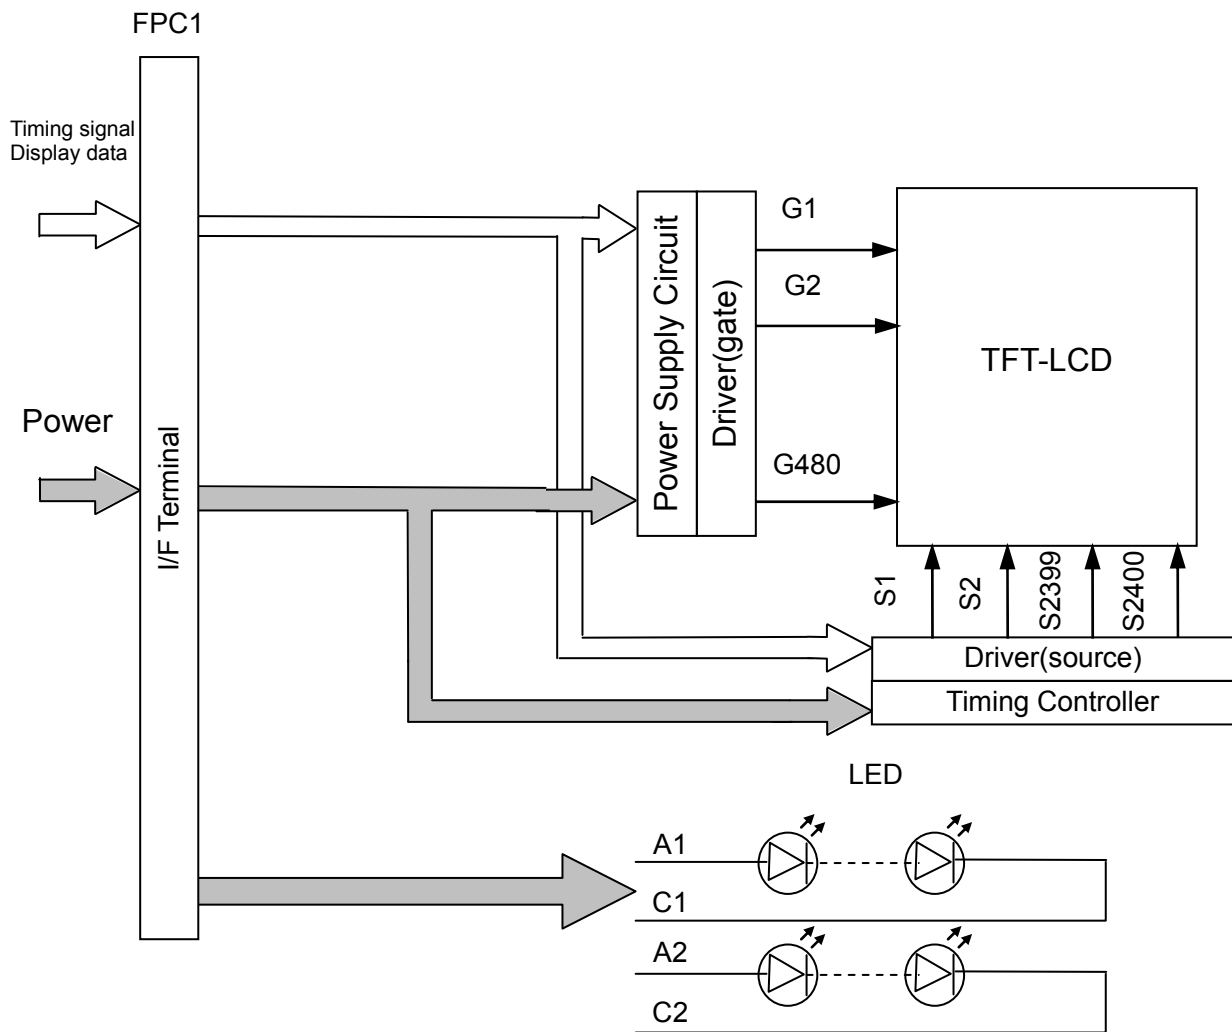 FPC1
Timing signal
Display data
Power
I/F Terminal
Power Supply Circuit
Driver(gate)
G1
G2
G480
TFT-LCD
S1
S2
S2399
S2400
Driver(source)
Timing Controller
LED
A1
C1
A2
C2